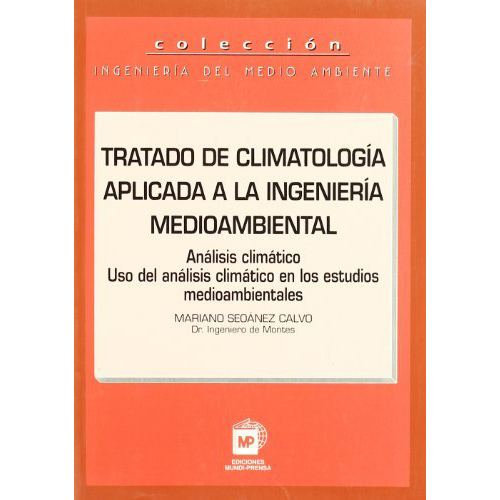 colección
INGENIERÍA DEL MEDIO AMBIENTE
TRATADO DE CLIMATOLOGÍA
APLICADA A LA INGENIERÍA
MEDIOAMBIENTAL
Análisis climático
Uso del análisis climático en los estudios
medioambientales
MARIANO SEOÁNEZ CALVO
Dr. Ingeniero de Montes
MP
EDICIONES
MUNDI-PRENSA